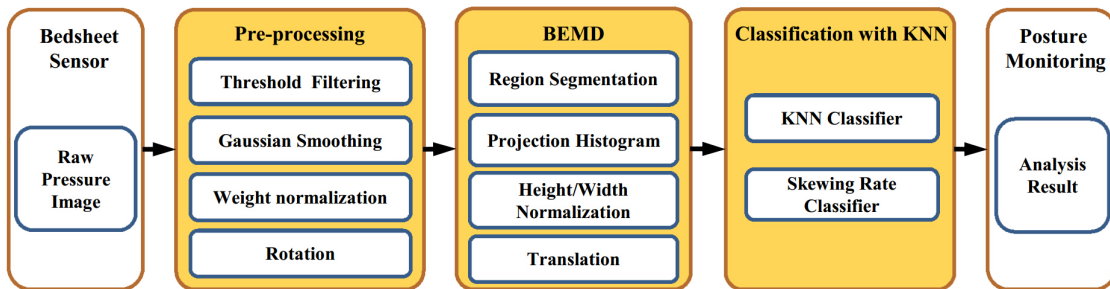 Bedsheet
Sensor
Raw
Pressure
Image
Pre-processing
Threshold Filtering
Gaussian Smoothing
Weight normalization
Rotation
BEMD
Region Segmentation
Projection Histogram
Height/Width
Normalization
Translation
Classification with KNN
KNN Classifier
Skewing Rate
Classifier
Posture
Monitoring
Analysis
Result